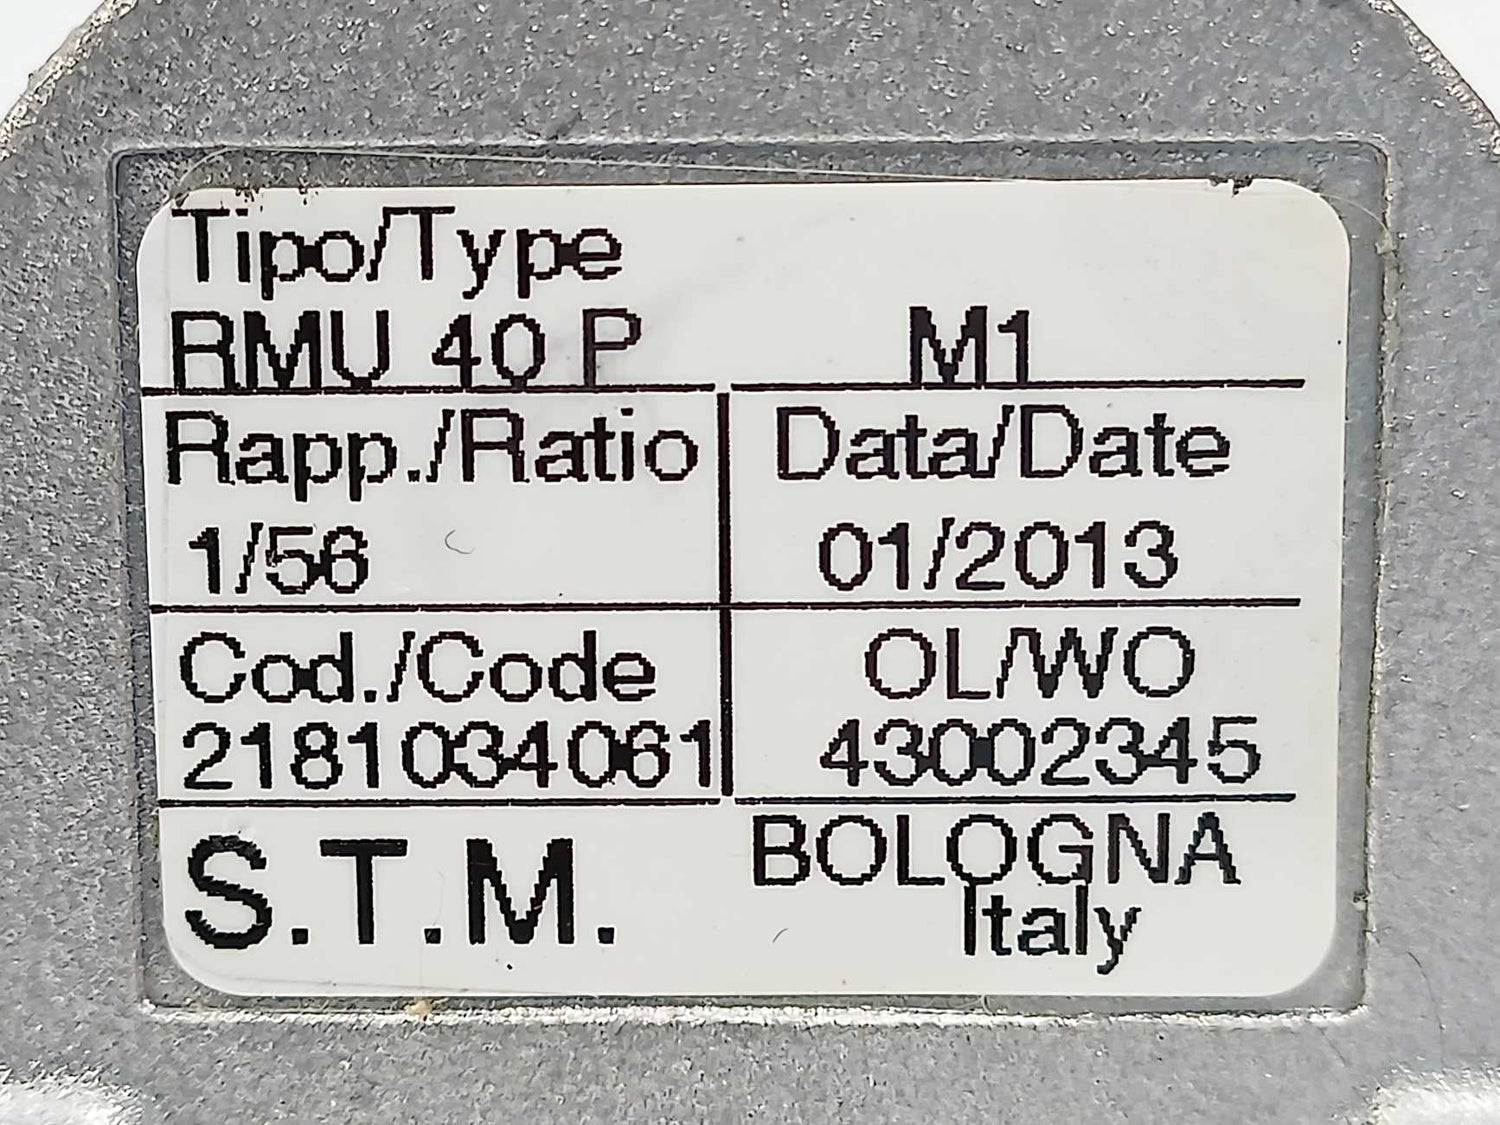 Tipo/Type
RMU 40 P M1
Rapp./Ratio Data/Date
1/56 01/2013
Cod./Code OL/WO
2181034061 43002345
S.T.M. BOLOGNA
Italy